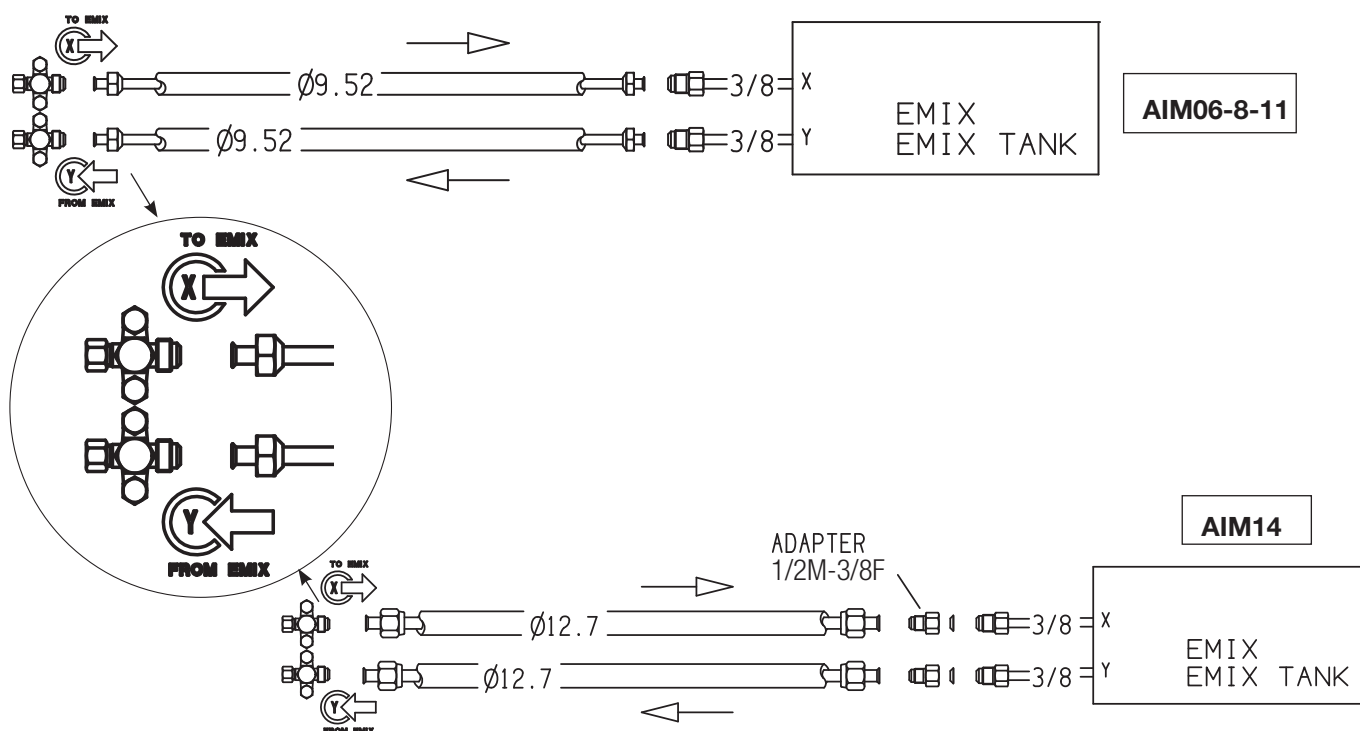 TO EMIX
X
Ø9.52
3/8
X
EMIX
EMIX TANK
AIM06-8-11
Ø9.52
3/8
Y
Y
FROM EMIX
TO EMIX
X
Y
FROM EMIX
AIM14
ADAPTER
1/2M-3/8F
TO EMIX
X
Ø12.7
3/8
X
EMIX
EMIX TANK
Ø12.7
3/8
Y
Y
FROM EMIX